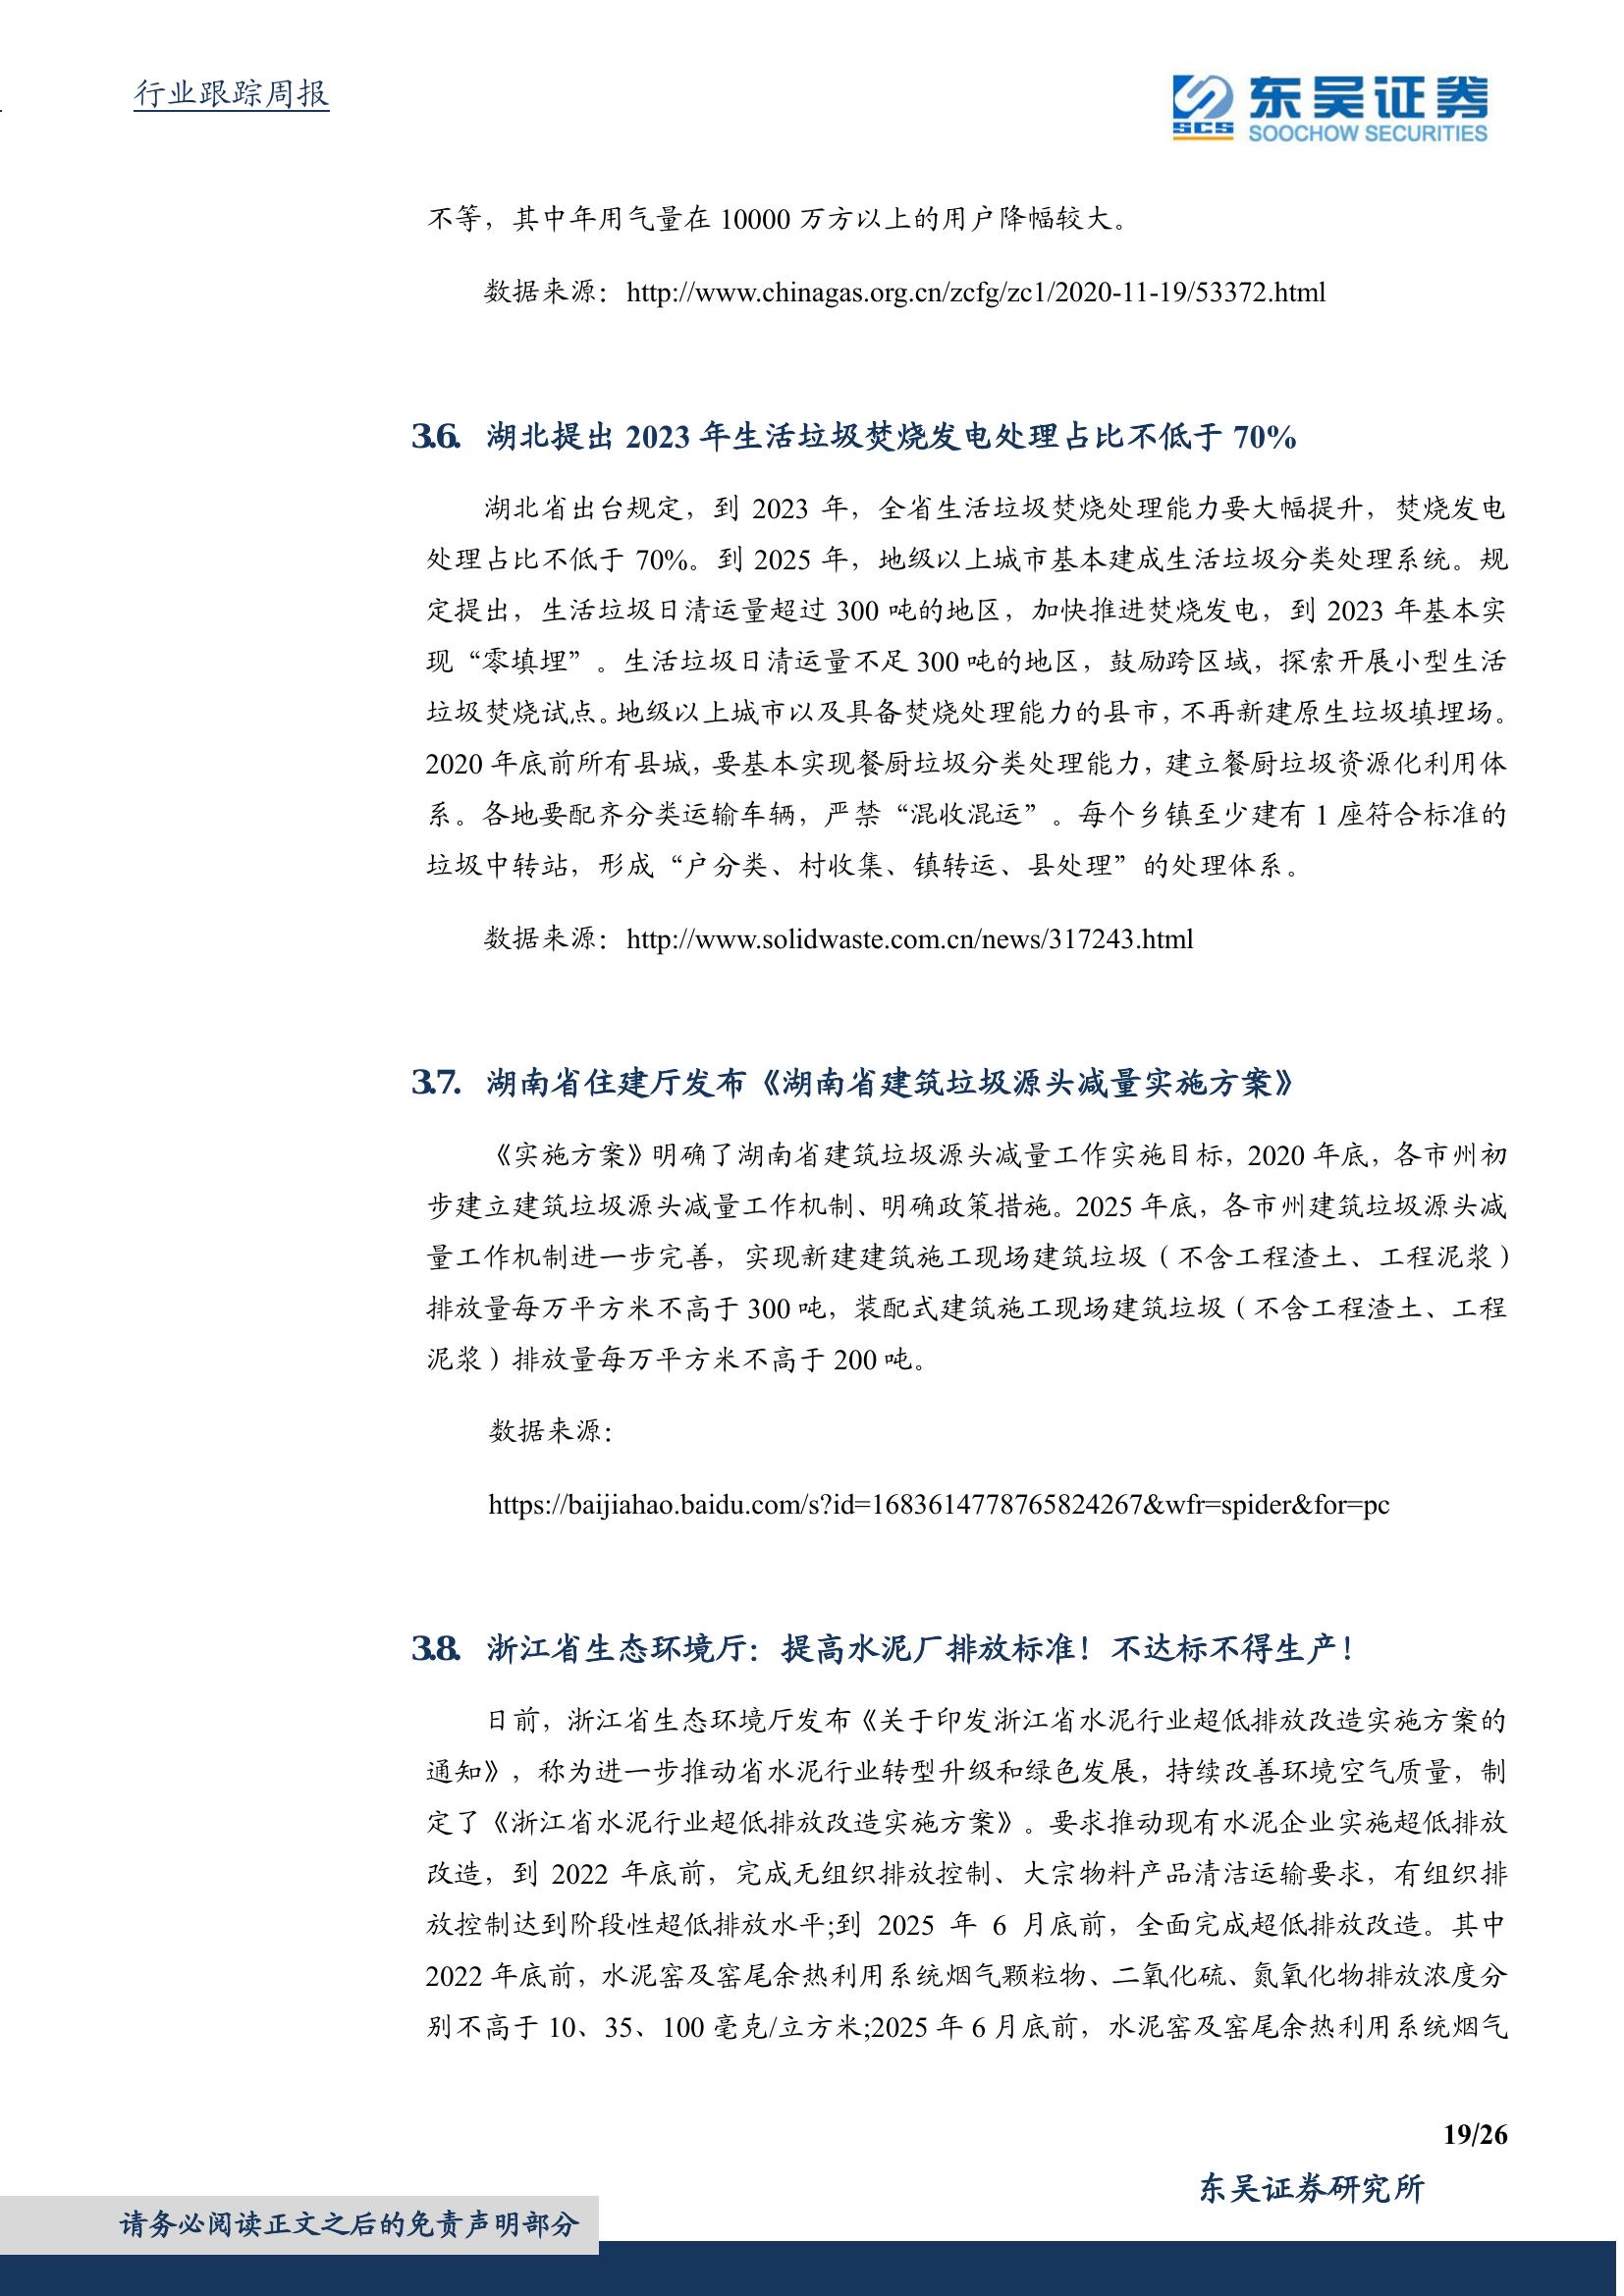 行业跟踪周报
东吴证券
SCS
SOOCHOW SECURITIES
不等，其中年用气量在 10000 万方以上的用户降幅较大。
数据来源：http://www.chinagas.org.cn/zcfg/zc1/2020-11-19/53372.html
3.6. 湖北提出 2023 年生活垃圾焚烧发电处理占比不低于 70%
湖北省出台规定，到 2023 年，全省生活垃圾焚烧处理能力要大幅提升，焚烧发电
处理占比不低于 70%。到 2025 年，地级以上城市基本建成生活垃圾分类处理系统。规
定提出，生活垃圾日清运量超过 300 吨的地区，加快推进焚烧发电，到 2023 年基本实
现“零填埋”。生活垃圾日清运量不足 300 吨的地区，鼓励跨区域，探索开展小型生活
垃圾焚烧试点。地级以上城市以及具备焚烧处理能力的县市，不再新建原生垃圾填埋场。
2020 年底前所有县城，要基本实现餐厨垃圾分类处理能力，建立餐厨垃圾资源化利用体
系。各地要配齐分类运输车辆，严禁“混收混运”。每个乡镇至少建有 1 座符合标准的
垃圾中转站，形成“户分类、村收集、镇转运、县处理”的处理体系。
数据来源：http://www.solidwaste.com.cn/news/317243.html
3.7. 湖南省住建厅发布《湖南省建筑垃圾源头减量实施方案》
《实施方案》明确了湖南省建筑垃圾源头减量工作实施目标，2020 年底，各市州初
步建立建筑垃圾源头减量工作机制、明确政策措施。2025 年底，各市州建筑垃圾源头减
量工作机制进一步完善，实现新建建筑施工现场建筑垃圾（不含工程渣土、工程泥浆）
排放量每万平方米不高于 300 吨，装配式建筑施工现场建筑垃圾（不含工程渣土、工程
泥浆）排放量每万平方米不高于 200 吨。
数据来源：
https://baijiahao.baidu.com/s?id=1683614778765824267&wfr=spider&for=pc
3.8. 浙江省生态环境厅：提高水泥厂排放标准！不达标不得生产！
日前，浙江省生态环境厅发布《关于印发浙江省水泥行业超低排放改造实施方案的
通知》，称为进一步推动省水泥行业转型升级和绿色发展，持续改善环境空气质量，制
定了《浙江省水泥行业超低排放改造实施方案》。要求推动现有水泥企业实施超低排放
改造，到 2022 年底前，完成无组织排放控制、大宗物料产品清洁运输要求，有组织排
放控制达到阶段性超低排放水平;到 2025 年 6 月底前，全面完成超低排放改造。其中
2022 年底前，水泥窑及窑尾余热利用系统烟气颗粒物、二氧化硫、氮氧化物排放浓度分
别不高于 10、35、100 毫克/立方米;2025 年 6 月底前，水泥窑及窑尾余热利用系统烟气
19/26
东吴证券研究所
请务必阅读正文之后的免责声明部分